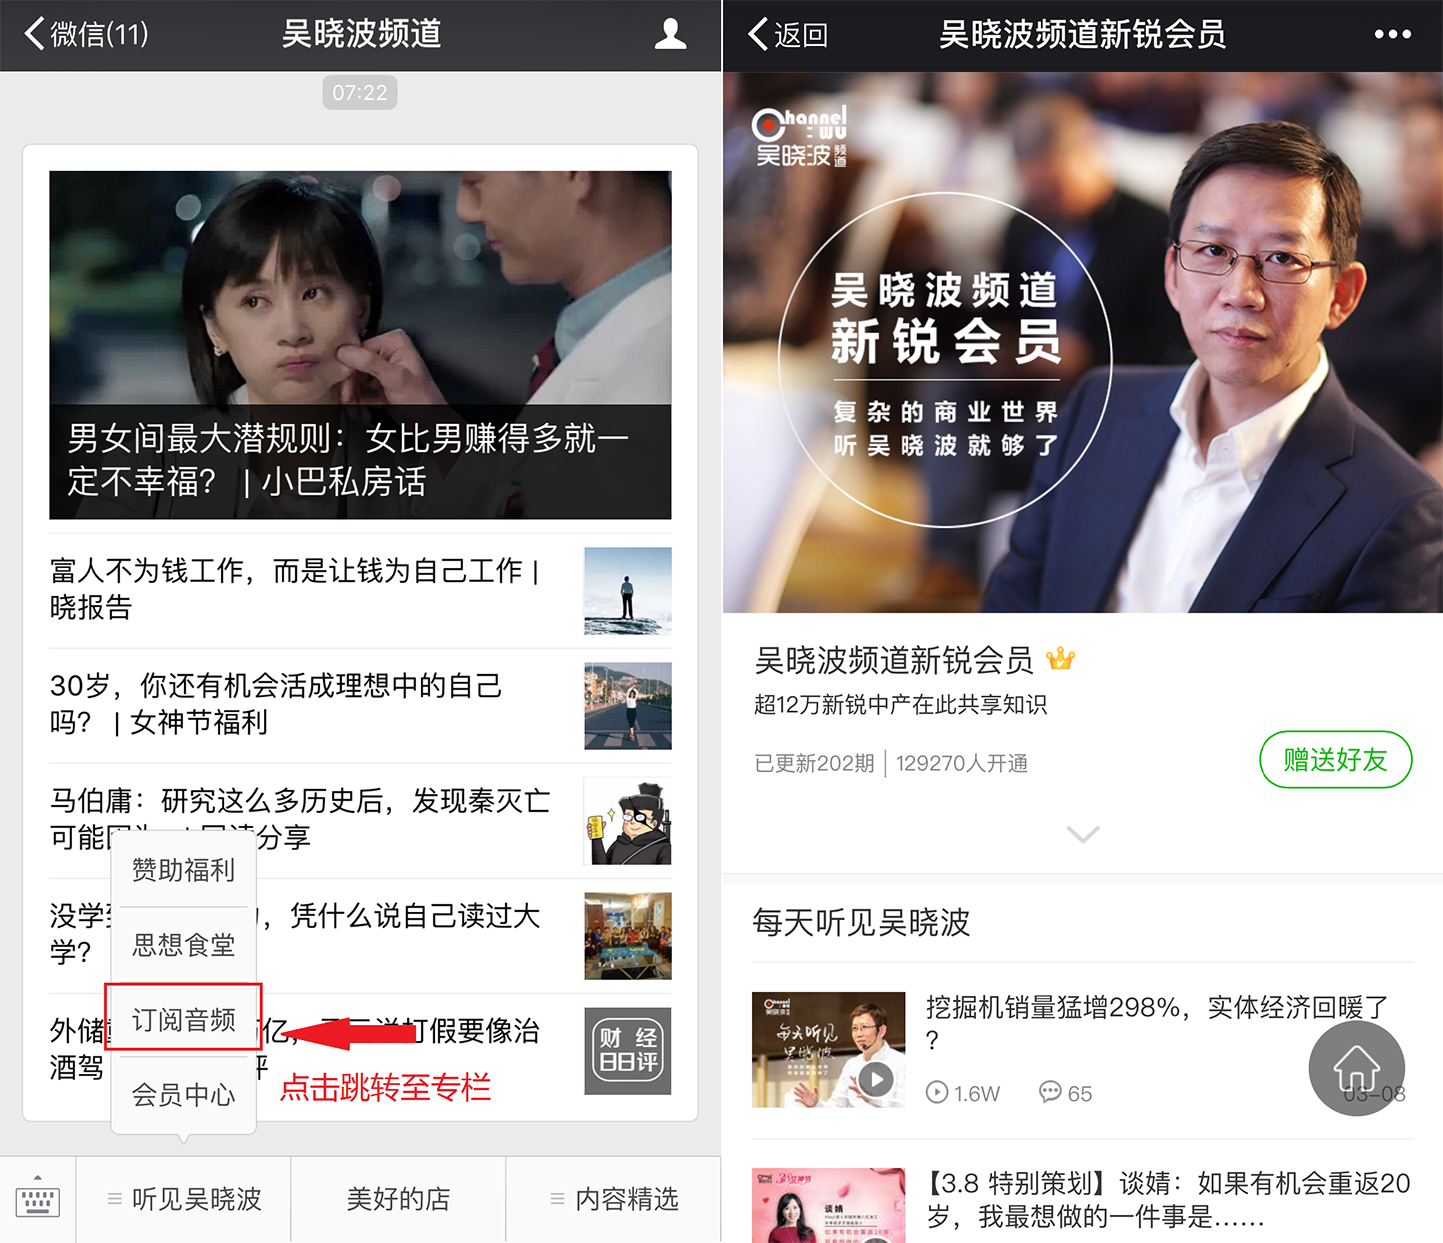 微信(11)
吴晓波频道
07:22
男女间最大潜规则：女比男赚得多就一
定不幸福？ | 小巴私房话
富人不为钱工作，而是让钱为自己工作 |
晓报告
30岁，你还有机会活成理想中的自己
吗？ | 女神节福利
马伯庸：研究这么多历史后，发现秦灭亡
可能
分享
没学
，凭什么说自己读过大
学？
外储
亿，
打假要像治
酒驾
评
财经
日日评
赞助福利
思想食堂
订阅音频
会员中心
点击跳转至专栏
听见吴晓波
美好的店
内容精选
返回
吴晓波频道新锐会员
Channel
WU
吴晓波频道
吴晓波频道
新锐会员
复杂的商业世界
听吴晓波就够了
吴晓波频道新锐会员
超12万新锐中产在此共享知识
已更新202期 | 129270人开通
赠送好友
每天听见吴晓波
每天听见
吴晓波
挖掘机销量猛增298%，实体经济回暖了
？
1.6W
65
03-08
谈婧
【3.8 特别策划】谈婧：如果有机会重返20
岁，我最想做的一件事是……